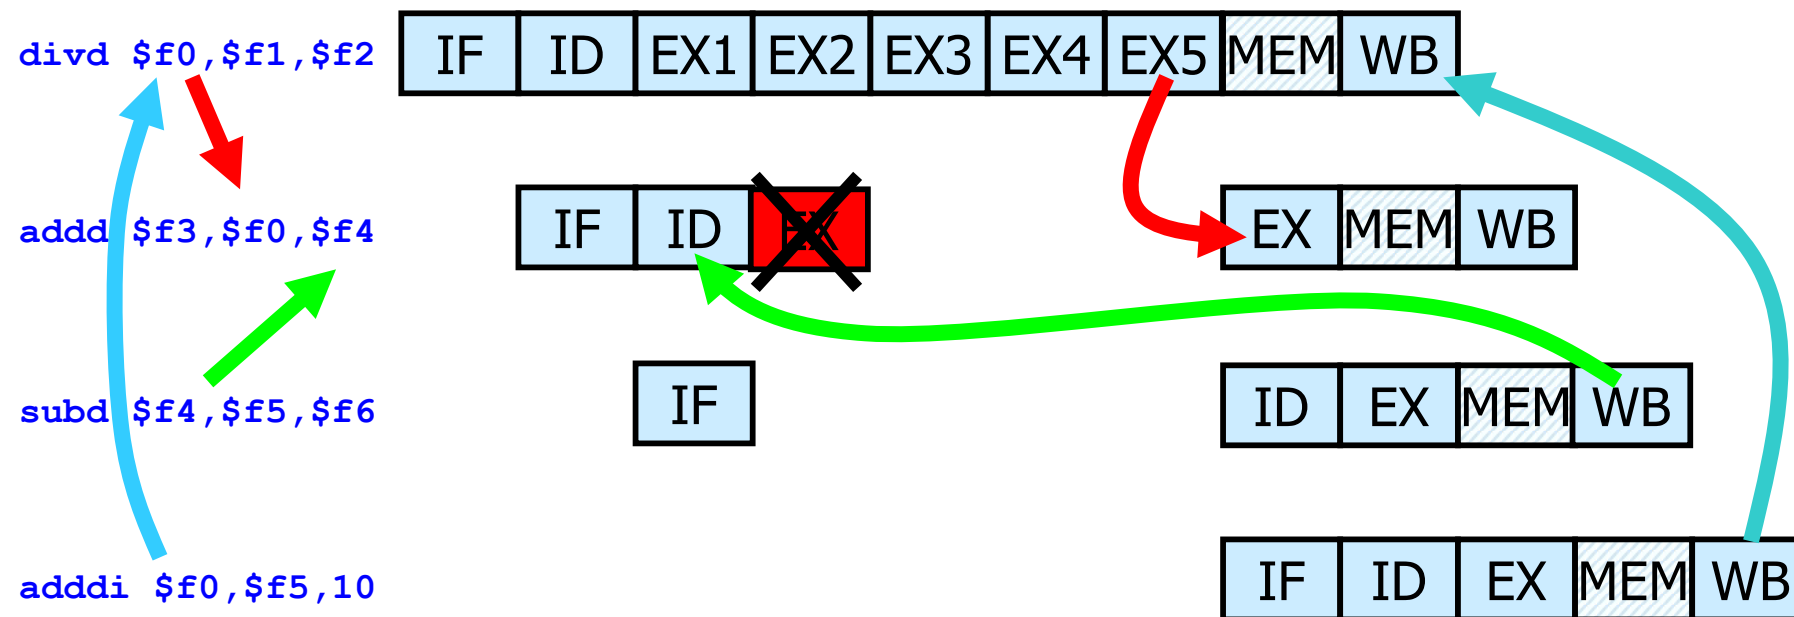 divd $f0,$f1,$f2 IF ID EX1 EX2 EX3 EX4 EX5 MEM WB
addd $f3,$f0,$f4 IF ID EX EX MEM WB
subd $f4,$f5,$f6 IF ID EX MEM WB
adddi $f0,$f5,10 IF ID EX MEM WB